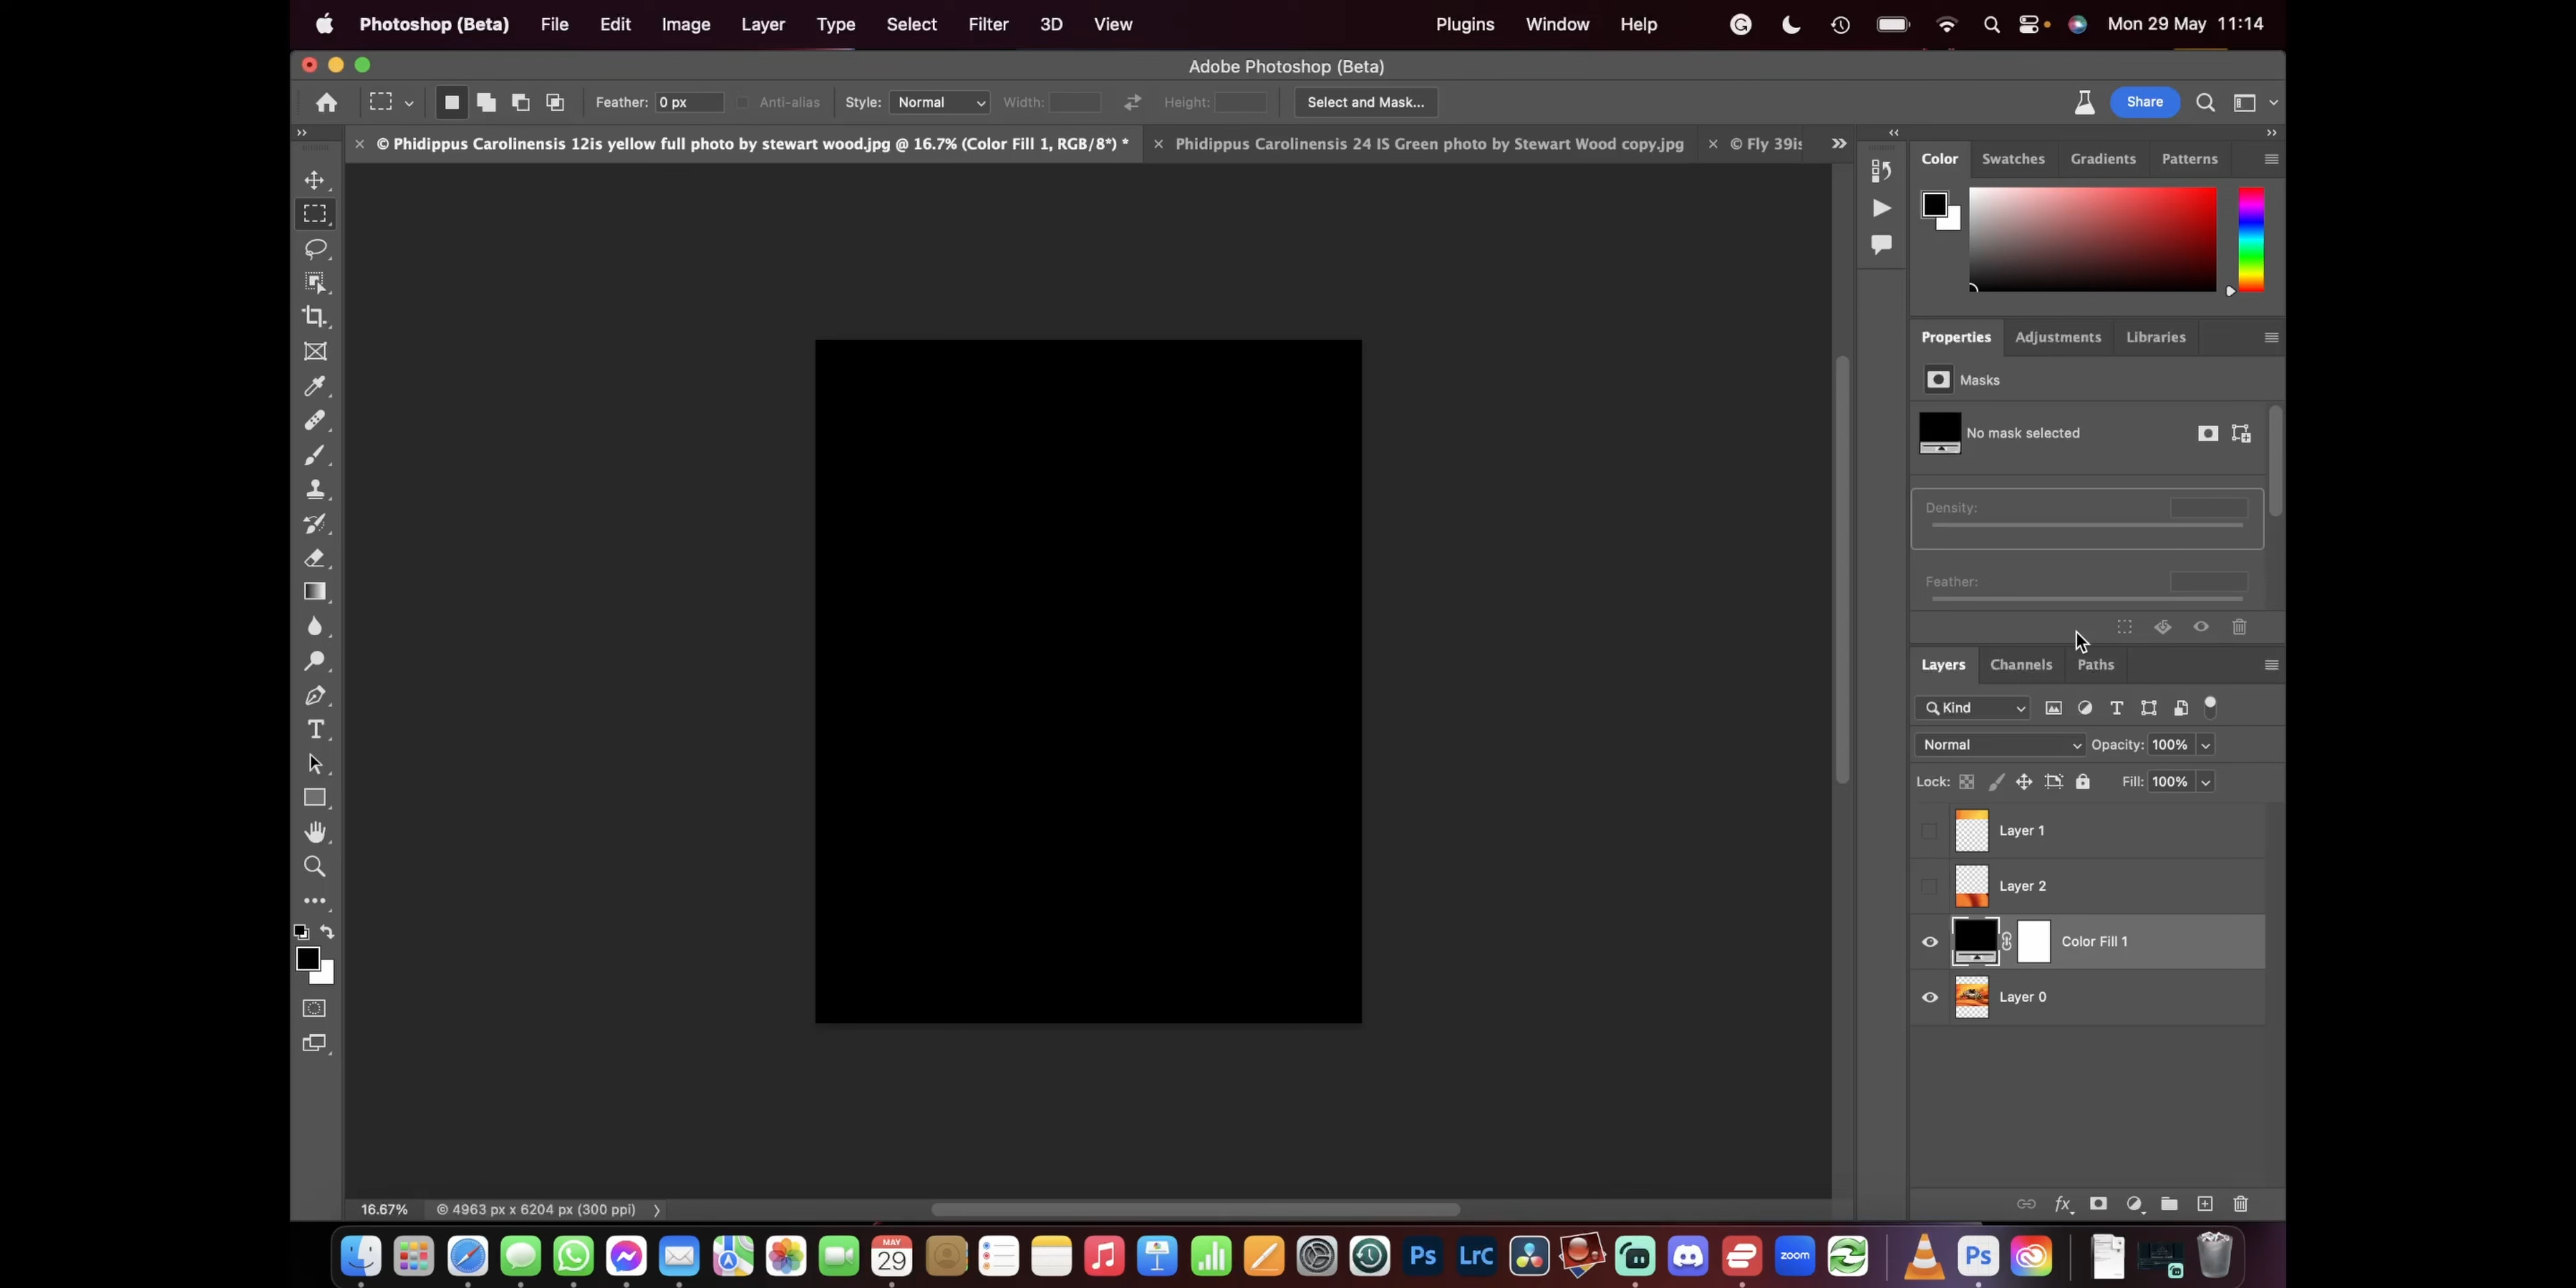 Photoshop (Beta) File Edit Image Layer Type Select Filter 3D View Plugins Window Help Mon 29 May 11:14
Adobe Photoshop (Beta)
Feather: 0 px Anti-alias Style: Normal Width: Height: Select and Mask... Share
© Phidippus Carolinensis 12is yellow full photo by stewart wood.jpg @ 16.7% (Color Fill 1, RGB/8*) * Phidippus Carolinensis 24 IS Green photo by Stewart Wood copy.jpg © Fly 39is
Color Swatches Gradients Patterns
Properties Adjustments Libraries
Masks
No mask selected
Density:
Feather:
Layers Channels Paths
Kind
Normal Opacity: 100%
Lock: Fill: 100%
Layer 1
Layer 2
Color Fill 1
Layer 0
16.67% © 4963 px x 6204 px (300 ppi)
MAY
29
Ps LrC zoom Ps